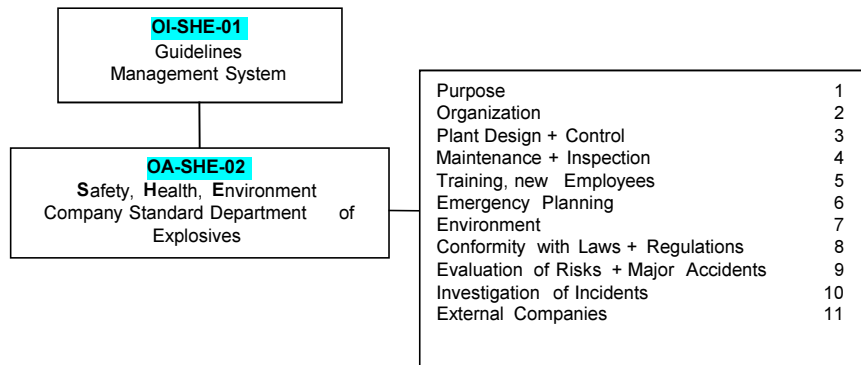 OI-SHE-01
Guidelines
Management System
OA-SHE-02
Safety, Health, Environment
Company Standard Department of
Explosives
Purpose 1
Organization 2
Plant Design + Control 3
Maintenance + Inspection 4
Training, new Employees 5
Emergency Planning 6
Environment 7
Conformity with Laws + Regulations 8
Evaluation of Risks + Major Accidents 9
Investigation of Incidents 10
External Companies 11